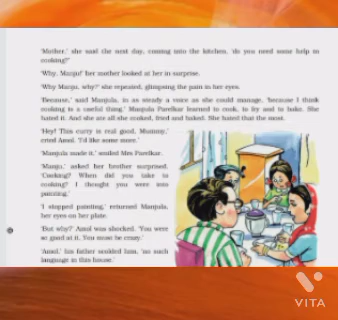 'Mother,' she said the next day, coming into the kitchen, 'do you need some help in
cooking?'
'Why, Manju!' her mother looked at her in surprise.
'Why Manju, why?' she repeated, glimpsing the pain in her eyes.
'Because,' said Manjula, in as steady a voice as she could manage, 'because I think
cooking is a useful thing.' Manjula Parelkar learned to cook, to fry and to bake. She
hated it. And she ate all she cooked, fried and baked. She hated that the most.
'Hey! This curry is real good, Mummy,'
cried Amol. 'I'd like some more.'
'Manjula made it,' smiled Mrs Parelkar.
'Manju,' asked her brother surprised.
'Cooking? When did you take to
cooking? I thought you were into
painting.'
'I stopped painting,' returned Manjula,
her eyes on her plate.
'But why?' Amol was shocked. 'You were
so good at it. You must be crazy.'
'Amol,' his father scolded him, 'no such
language in this house.'
VITA